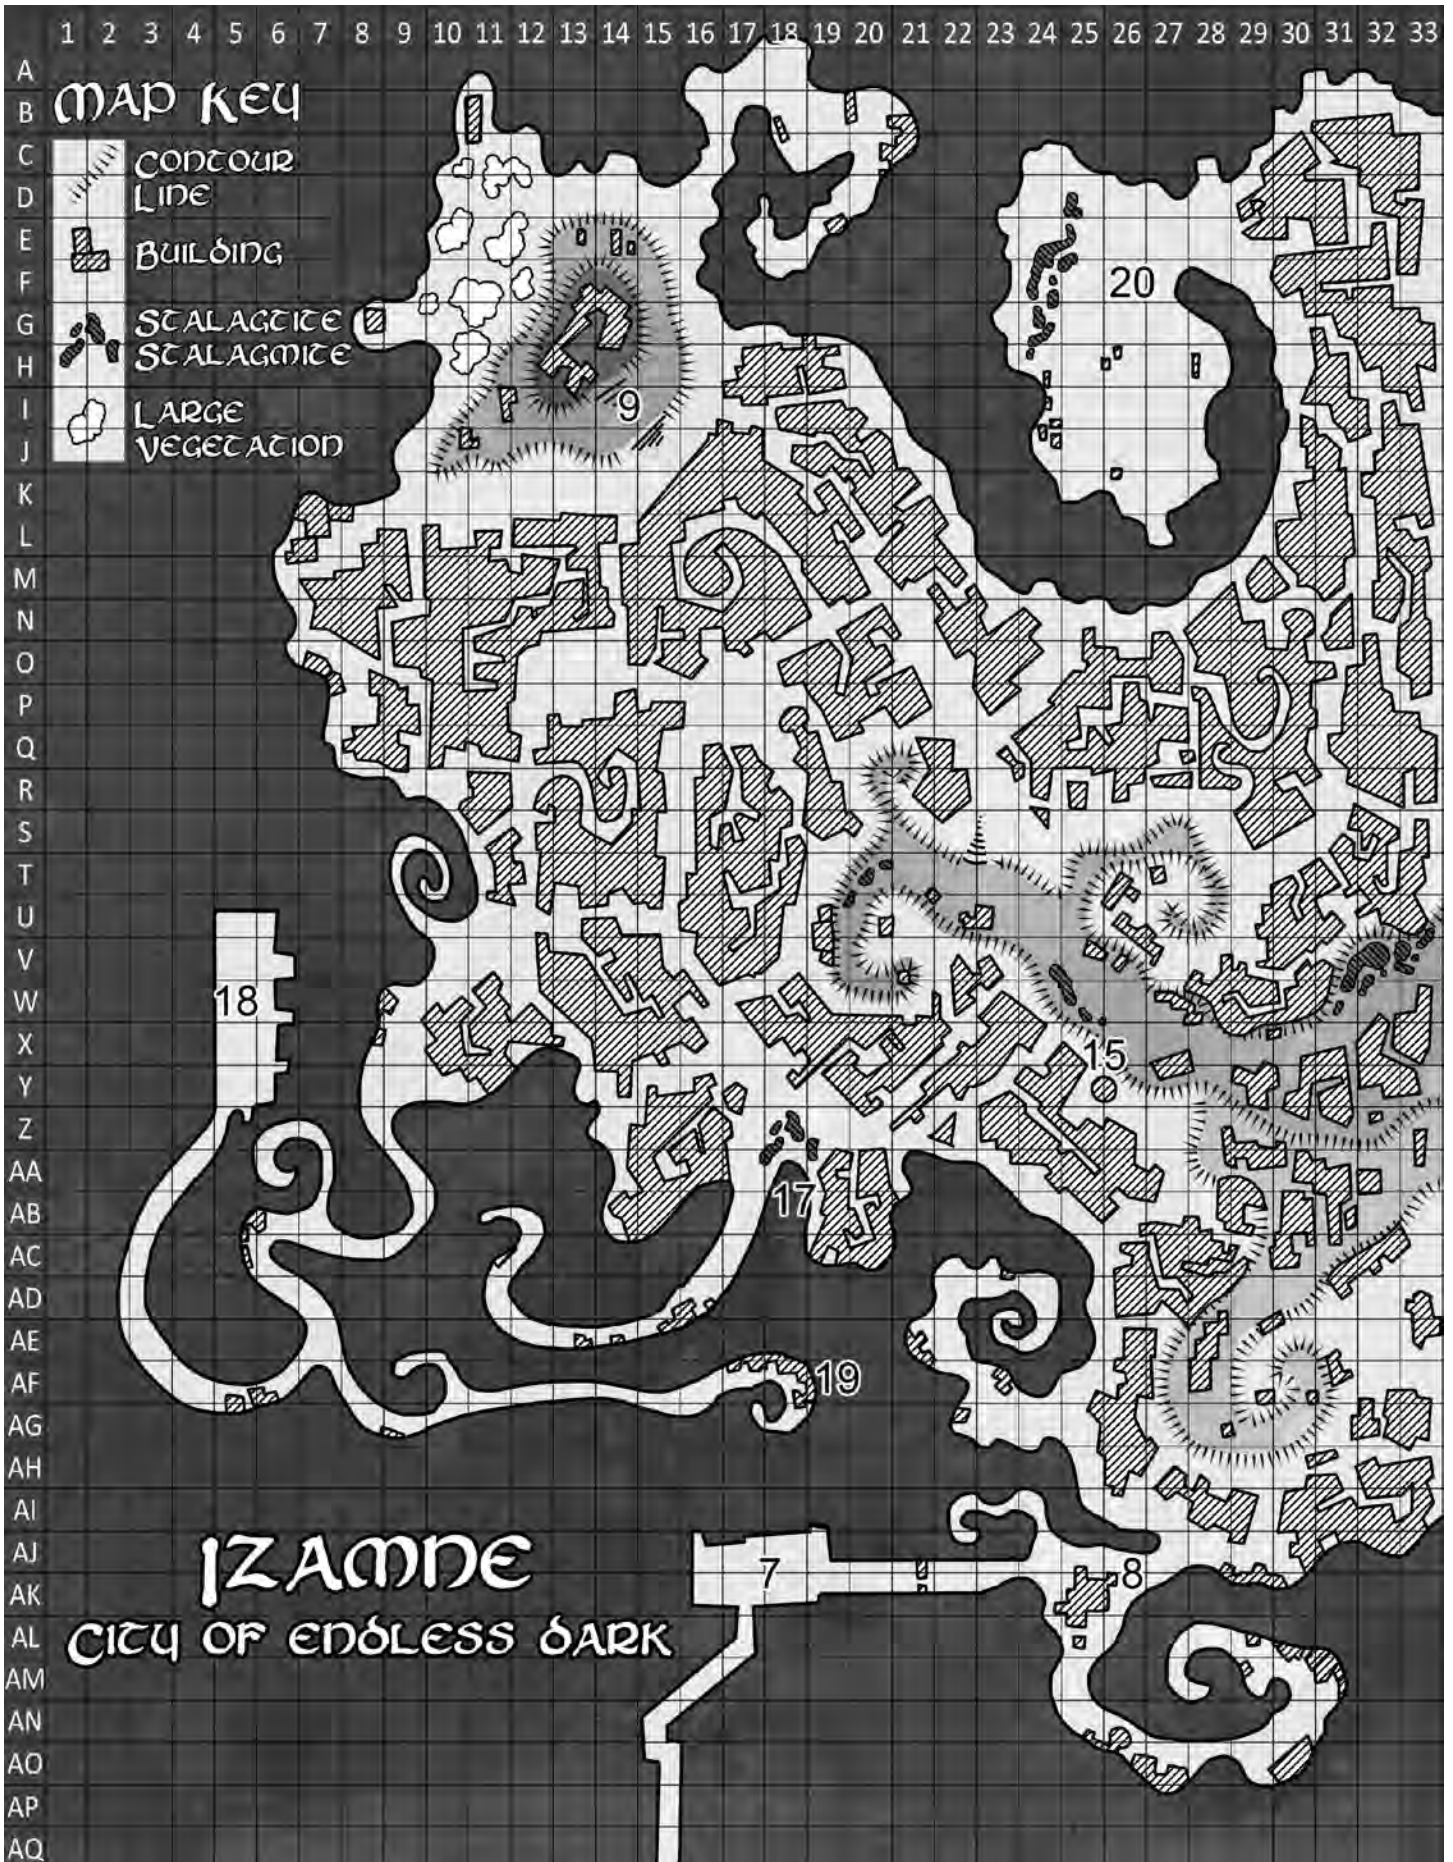 1 2 3 4 5 6 7 8 9 10 11 12 13 14 15 16 17 18 19 20 21 22 23 24 25 26 27 28 29 30 31 32 33
A
MAP KEY
B
C
CONTOUR
LINE
D
E
BUILDING
F
20
G
STALACTITE
STALAGMITE
H
I
9
LARGE
VEGETATION
J
K
L
M
N
O
P
Q
R
S
T
U
V
W
18
X
15
Y
Z
AA
AB
17
AC
AD
AE
AF
19
AG
AH
AI
AJ
IZAMNE
7
8
AK
AL
CITY OF ENDLESS DARK
AM
AN
AO
AP
AQ